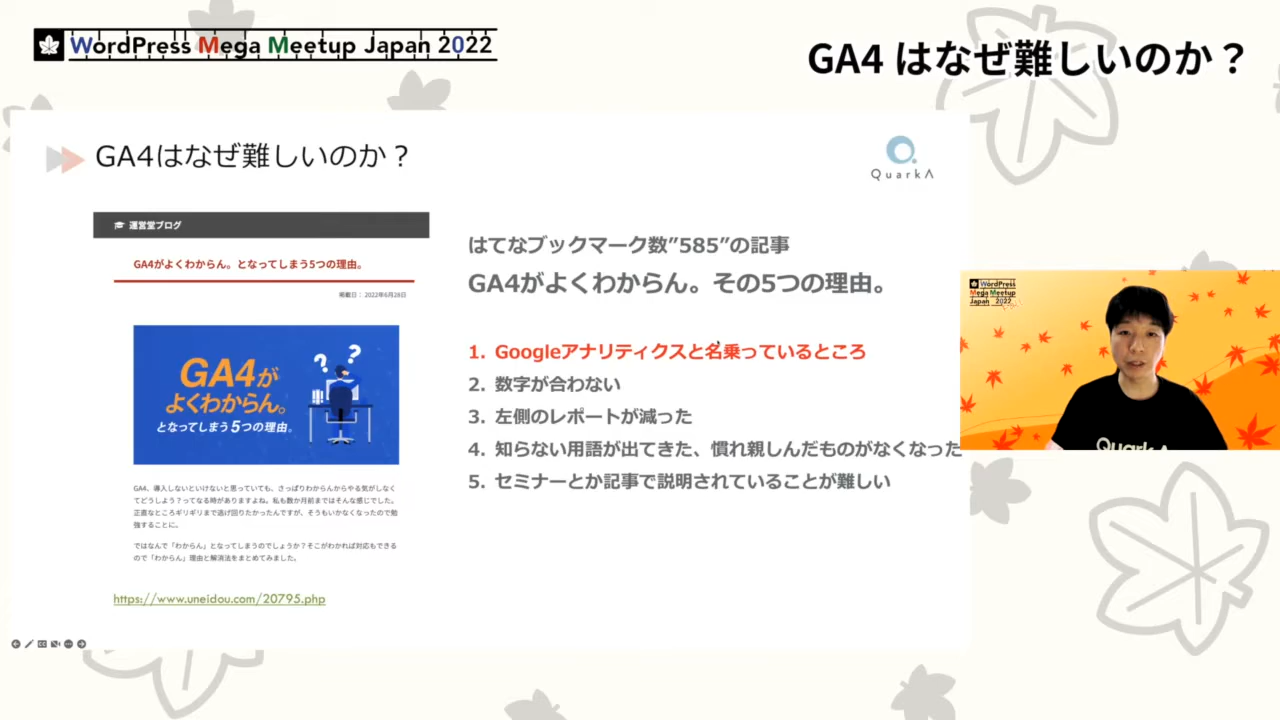 WordPress Mega Meetup Japan 2022
GA4 はなぜ難しいのか？
GA4はなぜ難しいのか？
QuarkA
運営堂ブログ
GA4がよくわからん。となってしまう5つの理由。
掲載日： 2022年6月28日
GA4が
よくわからん。
となってしまう5つの理由。
GA4、導入しないといけないと思っていても、さっぱりわからんからやる気がしなく
てどうしよう？ってなる時がありますよね。私も数か月前まではそんな感じでした。
正直なところギリギリまで逃げ回りたかったんですが、そうもいかなくなったので勉
強することに。
ではなんで「わからん」となってしまうのでしょうか？そこがわかれば対応もできる
ので「わからん」理由と解消法をまとめてみました。
https://www.uneidou.com/20795.php
はてなブックマーク数”585”の記事
GA4がよくわからん。その5つの理由。
1. Googleアナリティクスと名乗っているところ
2. 数字が合わない
3. 左側のレポートが減った
4. 知らない用語が出てきた、慣れ親しんだものがなくなった
5. セミナーとか記事で説明されていることが難しい
WordPress
Mega Meetup
Japan 2022
QuarkA